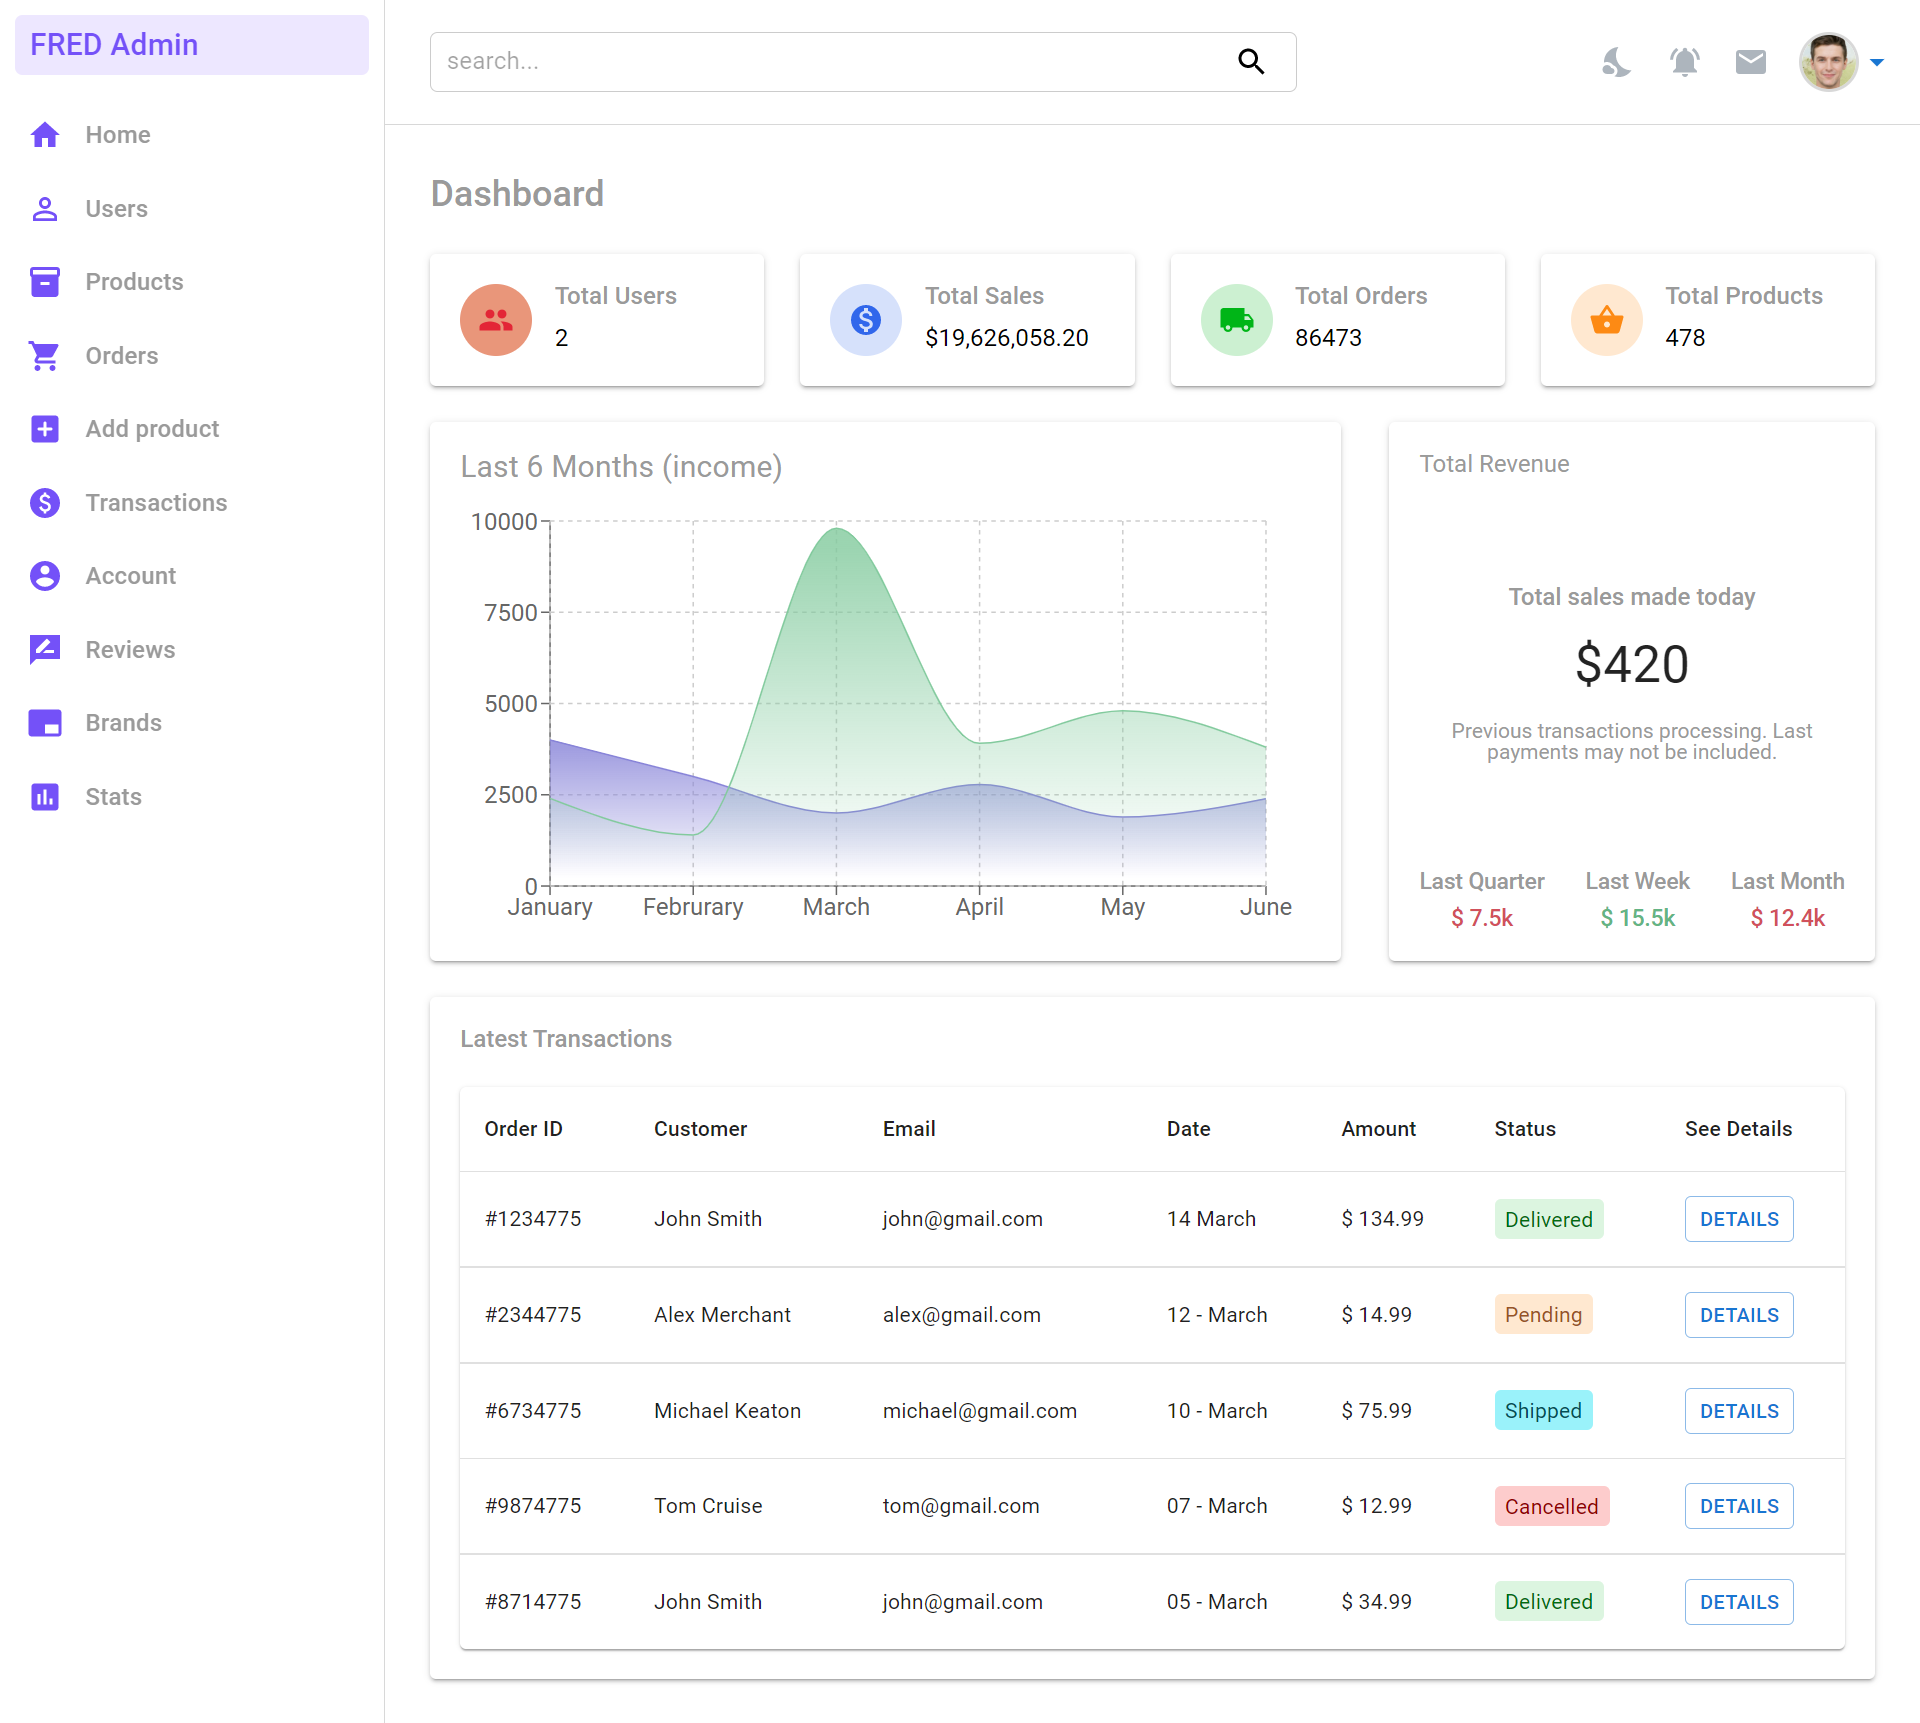 FRED Admin
search...
Home
Users
Products
Orders
Add product
Transactions
Account
Reviews
Brands
Stats
Dashboard
Total Users
2
Total Sales
$19,626,058.20
Total Orders
86473
Total Products
478
Last 6 Months (income)
10000
7500
5000
2500
0
January Februrary March April May June
Total Revenue
Total sales made today
$420
Previous transactions processing. Last
payments may not be included.
Last Quarter Last Week Last Month
$ 7.5k $ 15.5k $ 12.4k
Latest Transactions
Order ID Customer Email Date Amount Status See Details
#1234775 John Smith john@gmail.com 14 March $ 134.99 Delivered DETAILS
#2344775 Alex Merchant alex@gmail.com 12 - March $ 14.99 Pending DETAILS
#6734775 Michael Keaton michael@gmail.com 10 - March $ 75.99 Shipped DETAILS
#9874775 Tom Cruise tom@gmail.com 07 - March $ 12.99 Cancelled DETAILS
#8714775 John Smith john@gmail.com 05 - March $ 34.99 Delivered DETAILS